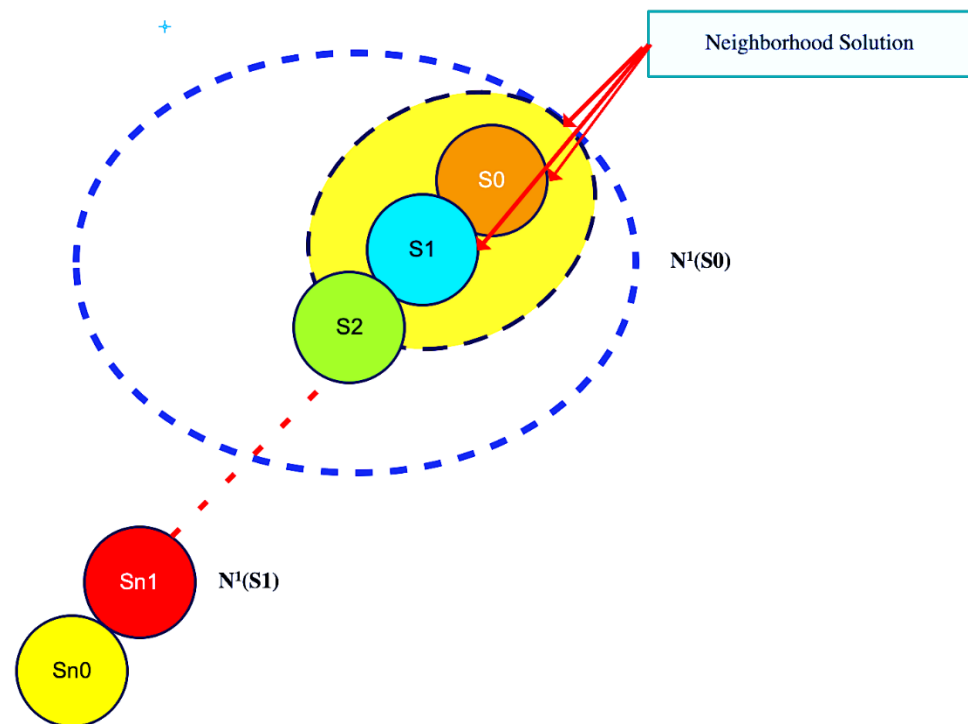 Neighborhood Solution
S0
S1
N¹(S0)
S2
Sn1
N¹(S1)
Sn0